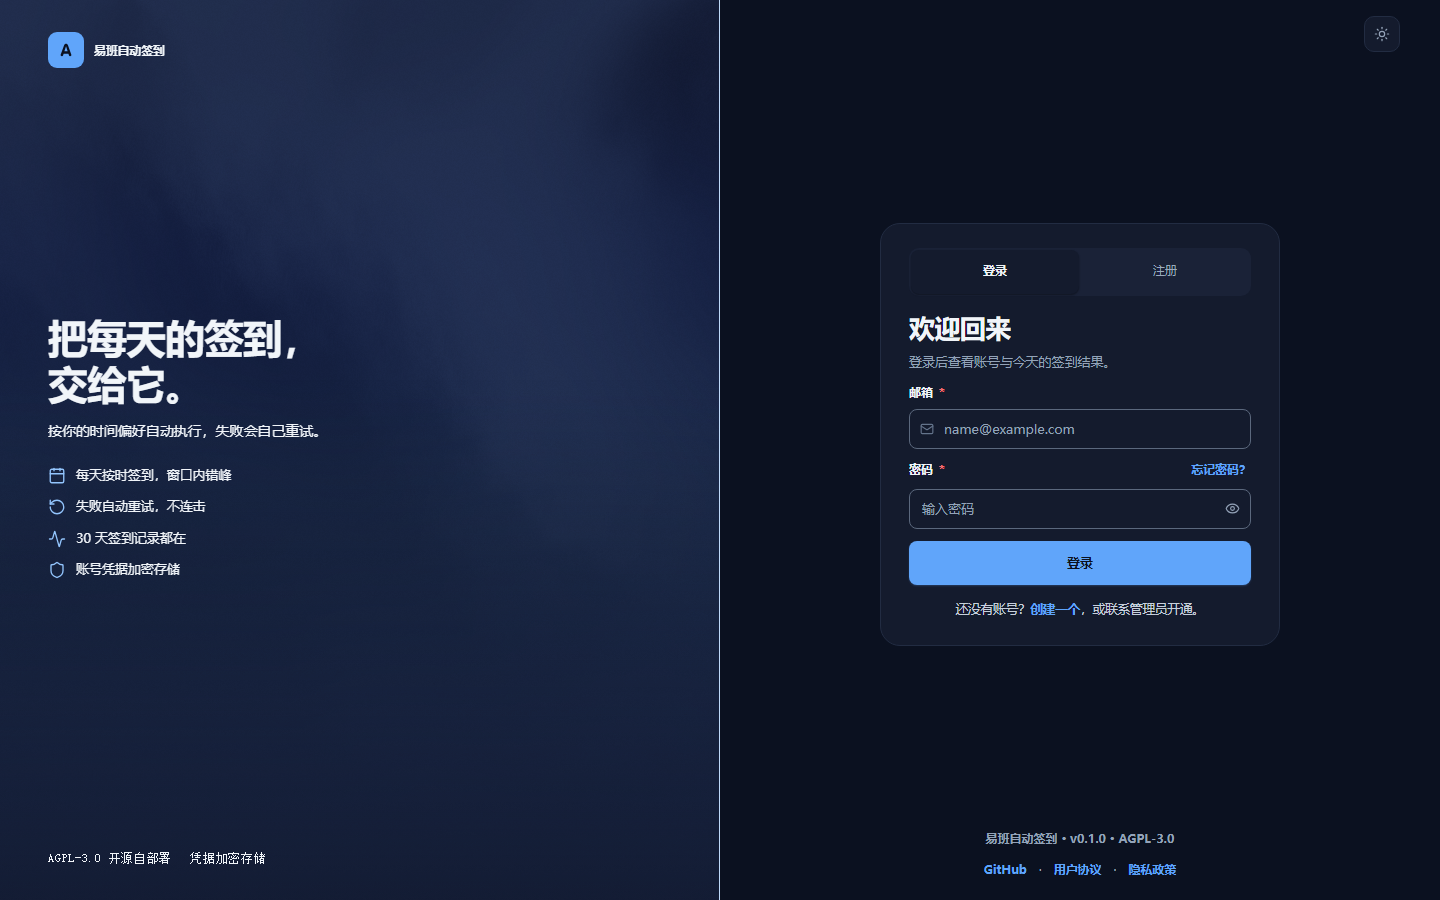 A 易班自动签到
把每天的签到，
交给它。
按你的时间偏好自动执行，失败会自己重试。
每天按时签到，窗口内错峰
失败自动重试，不连击
30 天签到记录都在
账号凭据加密存储
AGPL-3.0 开源自部署 凭据加密存储
登录 注册
欢迎回来
登录后查看账号与今天的签到结果。
邮箱 *
name@example.com
密码 * 忘记密码？
输入密码
登录
还没有账号？创建一个，或联系管理员开通。
易班自动签到 • v0.1.0 • AGPL-3.0
GitHub · 用户协议 · 隐私政策